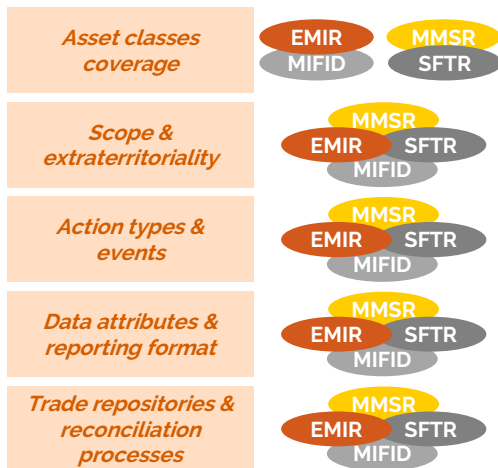 Asset classes
coverage
EMIR
MMSR
MIFID
SFTR
Scope &
extraterritoriality
MMSR
EMIR
SFTR
MIFID
Action types &
events
MMSR
EMIR
SFTR
MIFID
Data attributes &
reporting format
MMSR
EMIR
SFTR
MIFID
Trade repositories &
reconciliation
processes
MMSR
EMIR
SFTR
MIFID